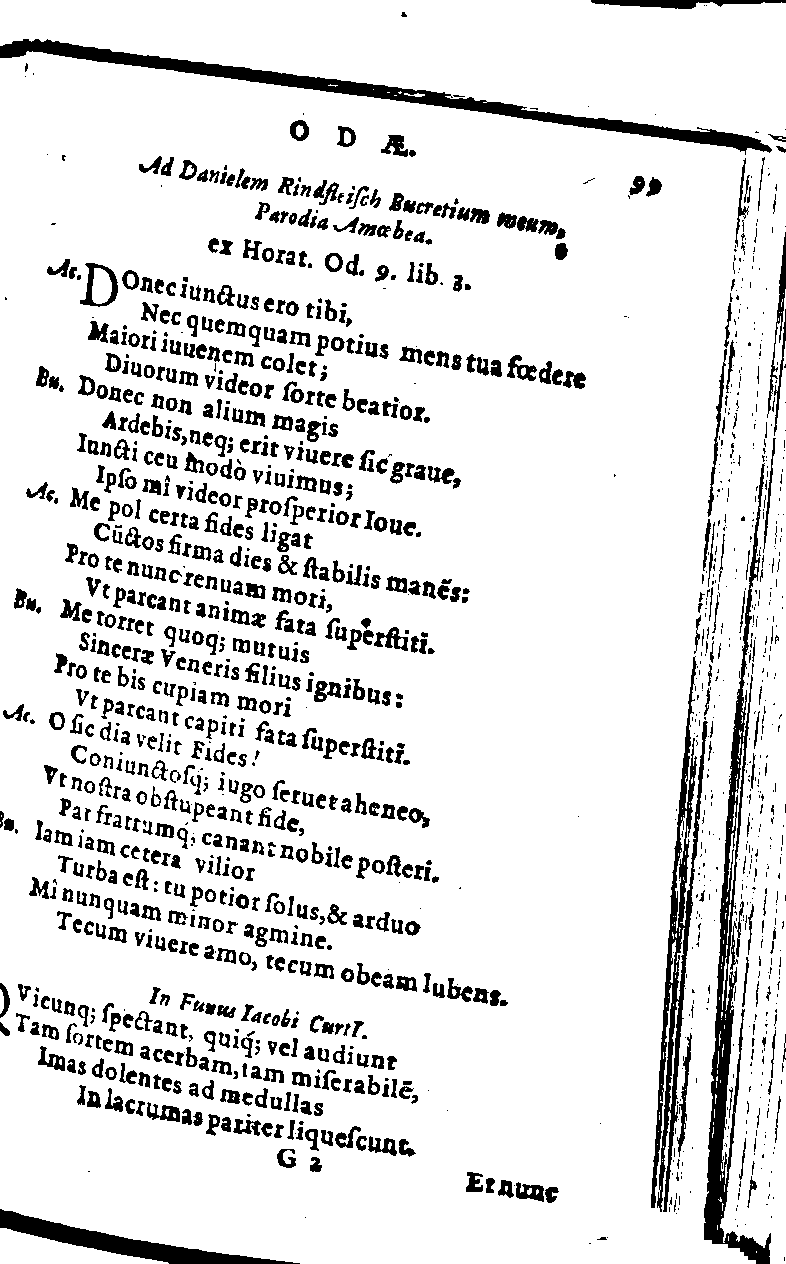 ODÆ.
99
Ad Danielem Rindfleiſch Bucretium meum,
Parodia Amœbea.
ex Horat. Od. 9. lib. 3.
Ac. DOnec iunctus ero tibi,
Nec quemquam potius mens tua fœdere
Maiori iuuenem colet;
Diuorum videor ſorte beatior.
Bu. Donec non alium magis
Ardebis, neq; erit viuere ſic graue,
Iuncti ceu modò viuimus;
Ipſo mî videor proſperior Ioue.
Ac. Me pol certa fides ligat
Cūctos firma dies & ſtabilis manẽs:
Pro te nunc renuam mori,
Vt parcant animæ fata ſuperſtiti.
Bu. Me torret quoq; mutuis
Sinceræ Veneris filius ignibus:
Pro te bis cupiam mori
Vt parcant capiti fata ſuperſtiti.
Ac. O ſic dia velit Fides!
Coniunctoſq́; iugo ſeruet aheneo,
Vt noſtra obſtupeant fide,
Par fratrumq́; canant nobile poſteri.
Bu. Iam iam cetera vilior
Turba eſt: tu potior ſolus, & arduo
Mî nunquam minor agmine.
Tecum viuere amo, tecum obeam lubens.
In Funus Iacobi CurtI.
QVicunq; ſpectant, quiq́; vel audiunt
Tam ſortem acerbam, tam miſerabilẽ,
Imas dolentes ad medullas
In lacrumas pariter liqueſcunt.
G 2
Et nunc